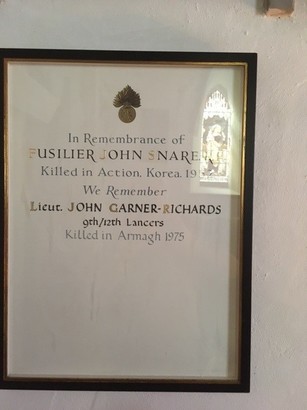 In Remembrance of
FUSILIER JOHN
Killed in Action, Korea, 19
We Remember
Lieut. JOHN GARNER-RICHARDS
9th/12th Lancers
Killed in Armagh 1975